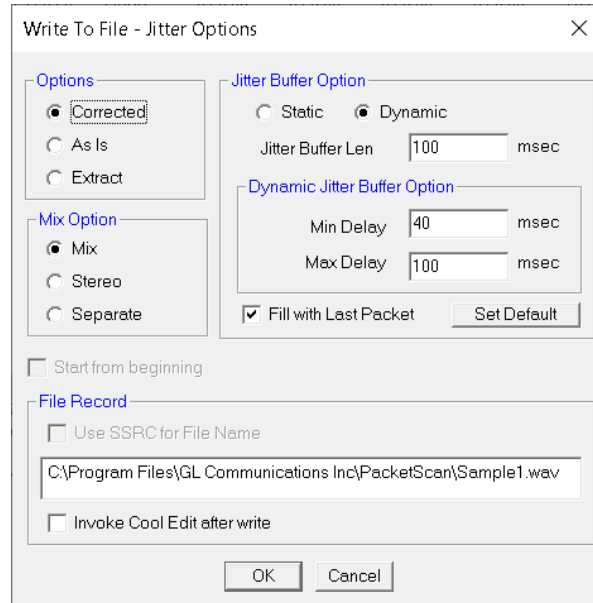 Write To File - Jitter Options
Options
Corrected
As Is
Extract
Mix Option
Mix
Stereo
Separate
Jitter Buffer Option
Static Dynamic
Jitter Buffer Len 100 msec
Dynamic Jitter Buffer Option
Min Delay 40 msec
Max Delay 100 msec
Fill with Last Packet Set Default
Start from beginning
File Record
Use SSRC for File Name
C:\Program Files\GL Communications Inc\PacketScan\Sample1.wav
Invoke Cool Edit after write
OK Cancel